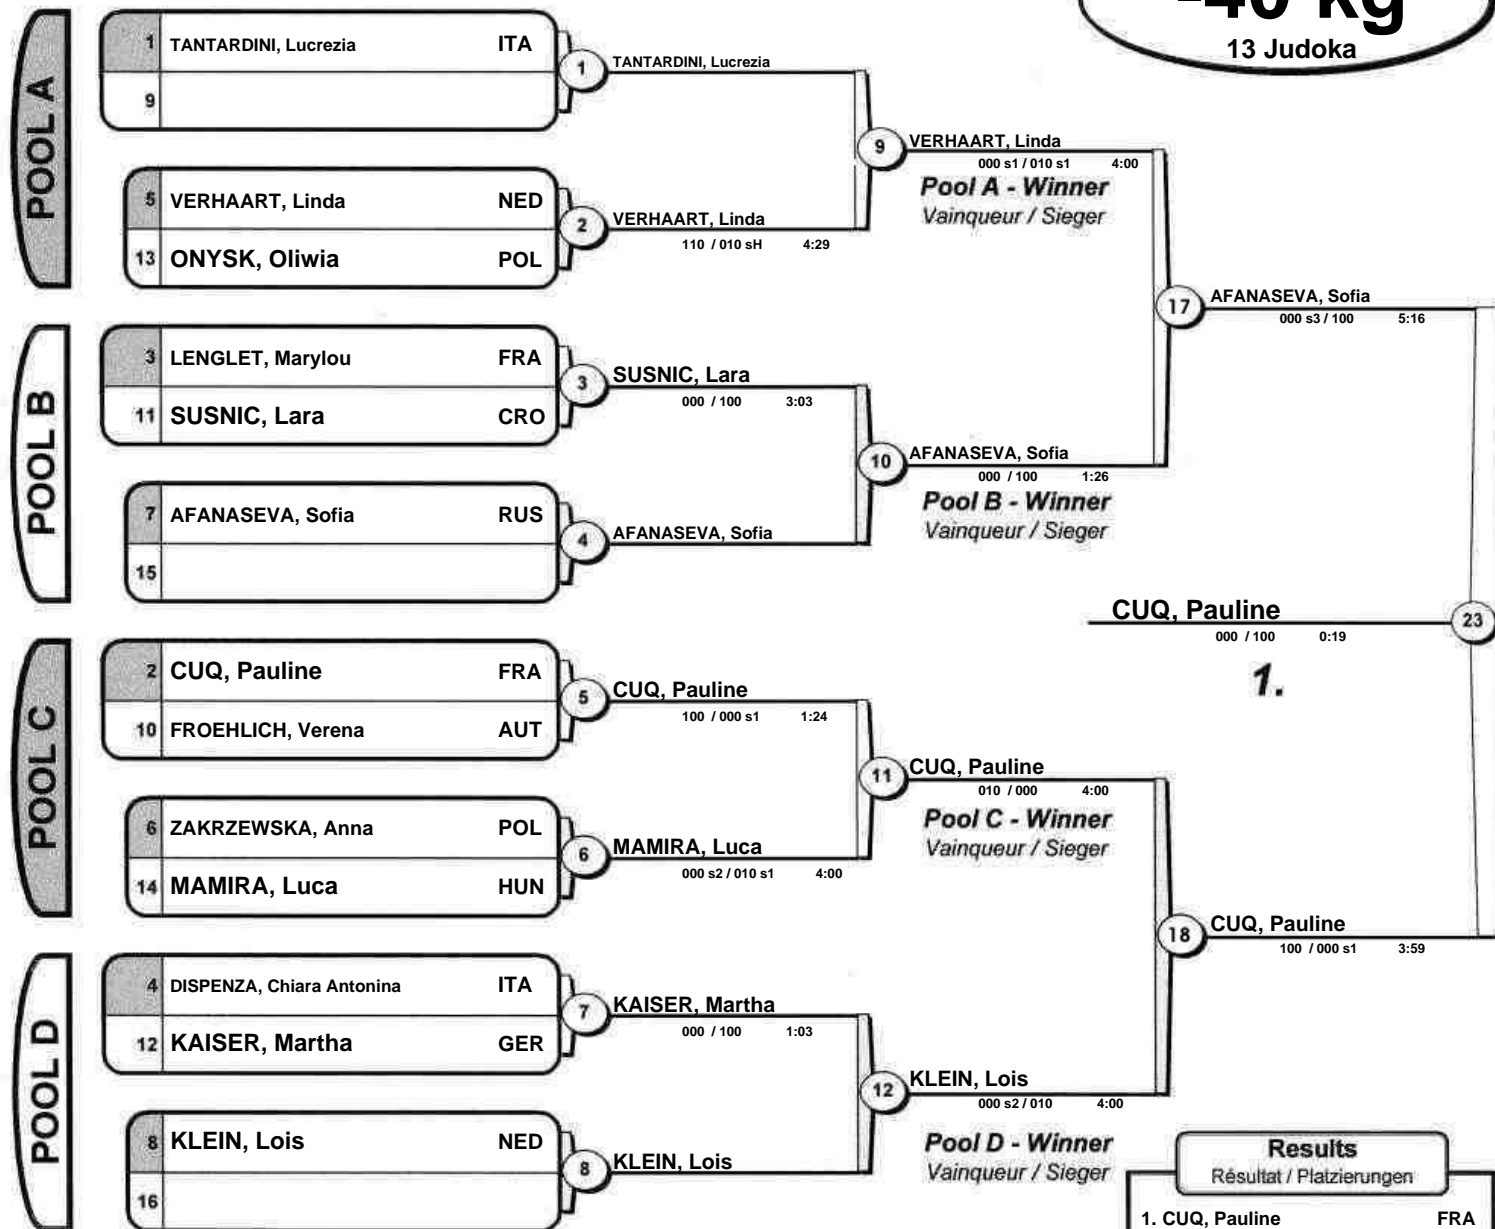 -40 kg
13 Judoka
POOL A
1 TANTARDINI, Lucrezia ITA
9
1 TANTARDINI, Lucrezia
5 VERHAART, Linda NED
13 ONYSK, Oliwia POL
2 VERHAART, Linda
110 / 010 sH 4:29
9 VERHAART, Linda
000 s1 / 010 s1 4:00
Pool A - Winner
Vainqueur / Sieger
POOL B
3 LENGLET, Marylou FRA
11 SUSNIC, Lara CRO
3 SUSNIC, Lara
000 / 100 3:03
7 AFANASEVA, Sofia RUS
15
4 AFANASEVA, Sofia
10 AFANASEVA, Sofia
000 / 100 1:26
Pool B - Winner
Vainqueur / Sieger
17 AFANASEVA, Sofia
000 s3 / 100 5:16
CUQ, Pauline 23
000 / 100 0:19
1.
POOL C
2 CUQ, Pauline FRA
10 FROEHLICH, Verena AUT
5 CUQ, Pauline
100 / 000 s1 1:24
6 ZAKRZEWSKA, Anna POL
14 MAMIRA, Luca HUN
6 MAMIRA, Luca
000 s2 / 010 s1 4:00
11 CUQ, Pauline
010 / 000 4:00
Pool C - Winner
Vainqueur / Sieger
18 CUQ, Pauline
100 / 000 s1 3:59
POOL D
4 DISPENZA, Chiara Antonina ITA
12 KAISER, Martha GER
7 KAISER, Martha
000 / 100 1:03
8 KLEIN, Lois NED
16
8 KLEIN, Lois
12 KLEIN, Lois
000 s2 / 010 4:00
Pool D - Winner
Vainqueur / Sieger
Results
Résultat / Platzierungen
1. CUQ, Pauline FRA